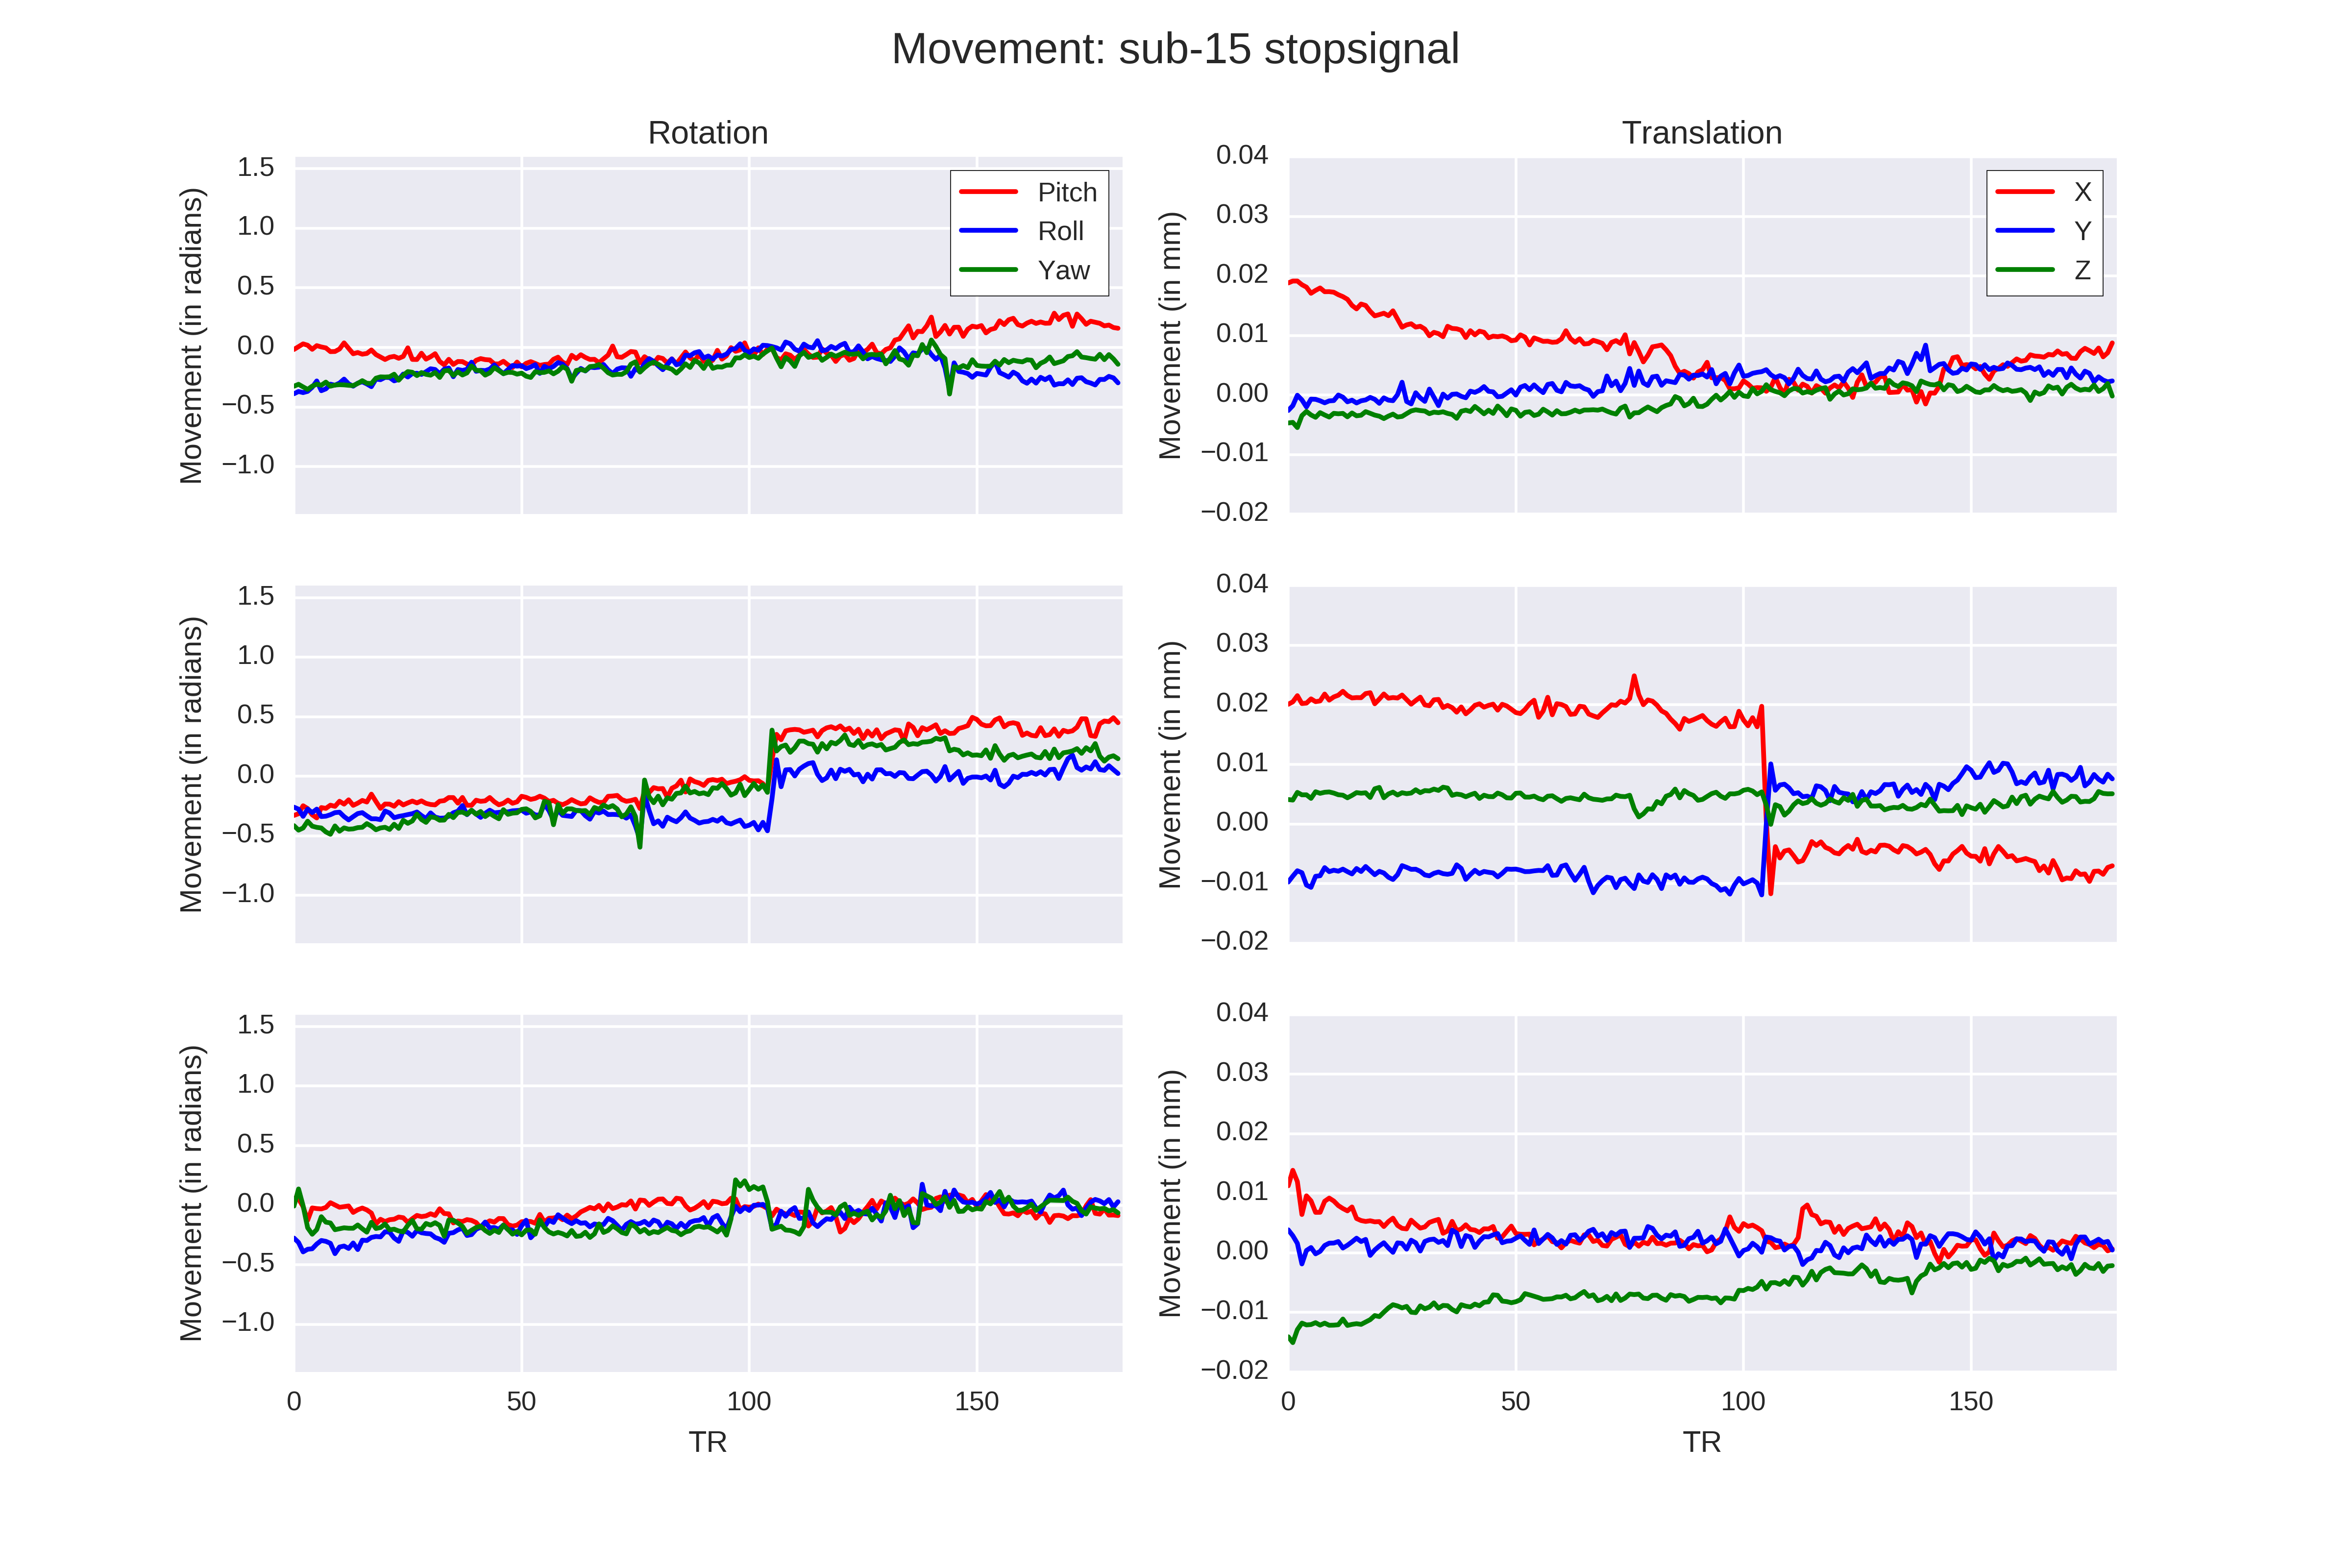 Movement: sub-15 stopsignal
Rotation
Translation
Movement (in radians)
1.5
1.0
0.5
0.0
−0.5
−1.0
Pitch
Roll
Yaw
Movement (in mm)
0.04
0.03
0.02
0.01
0.00
−0.01
−0.02
X
Y
Z
Movement (in radians)
1.5
1.0
0.5
0.0
−0.5
−1.0
Movement (in mm)
0.04
0.03
0.02
0.01
0.00
−0.01
−0.02
Movement (in radians)
1.5
1.0
0.5
0.0
−0.5
−1.0
0 50 100 150
TR
Movement (in mm)
0.04
0.03
0.02
0.01
0.00
−0.01
−0.02
0 50 100 150
TR